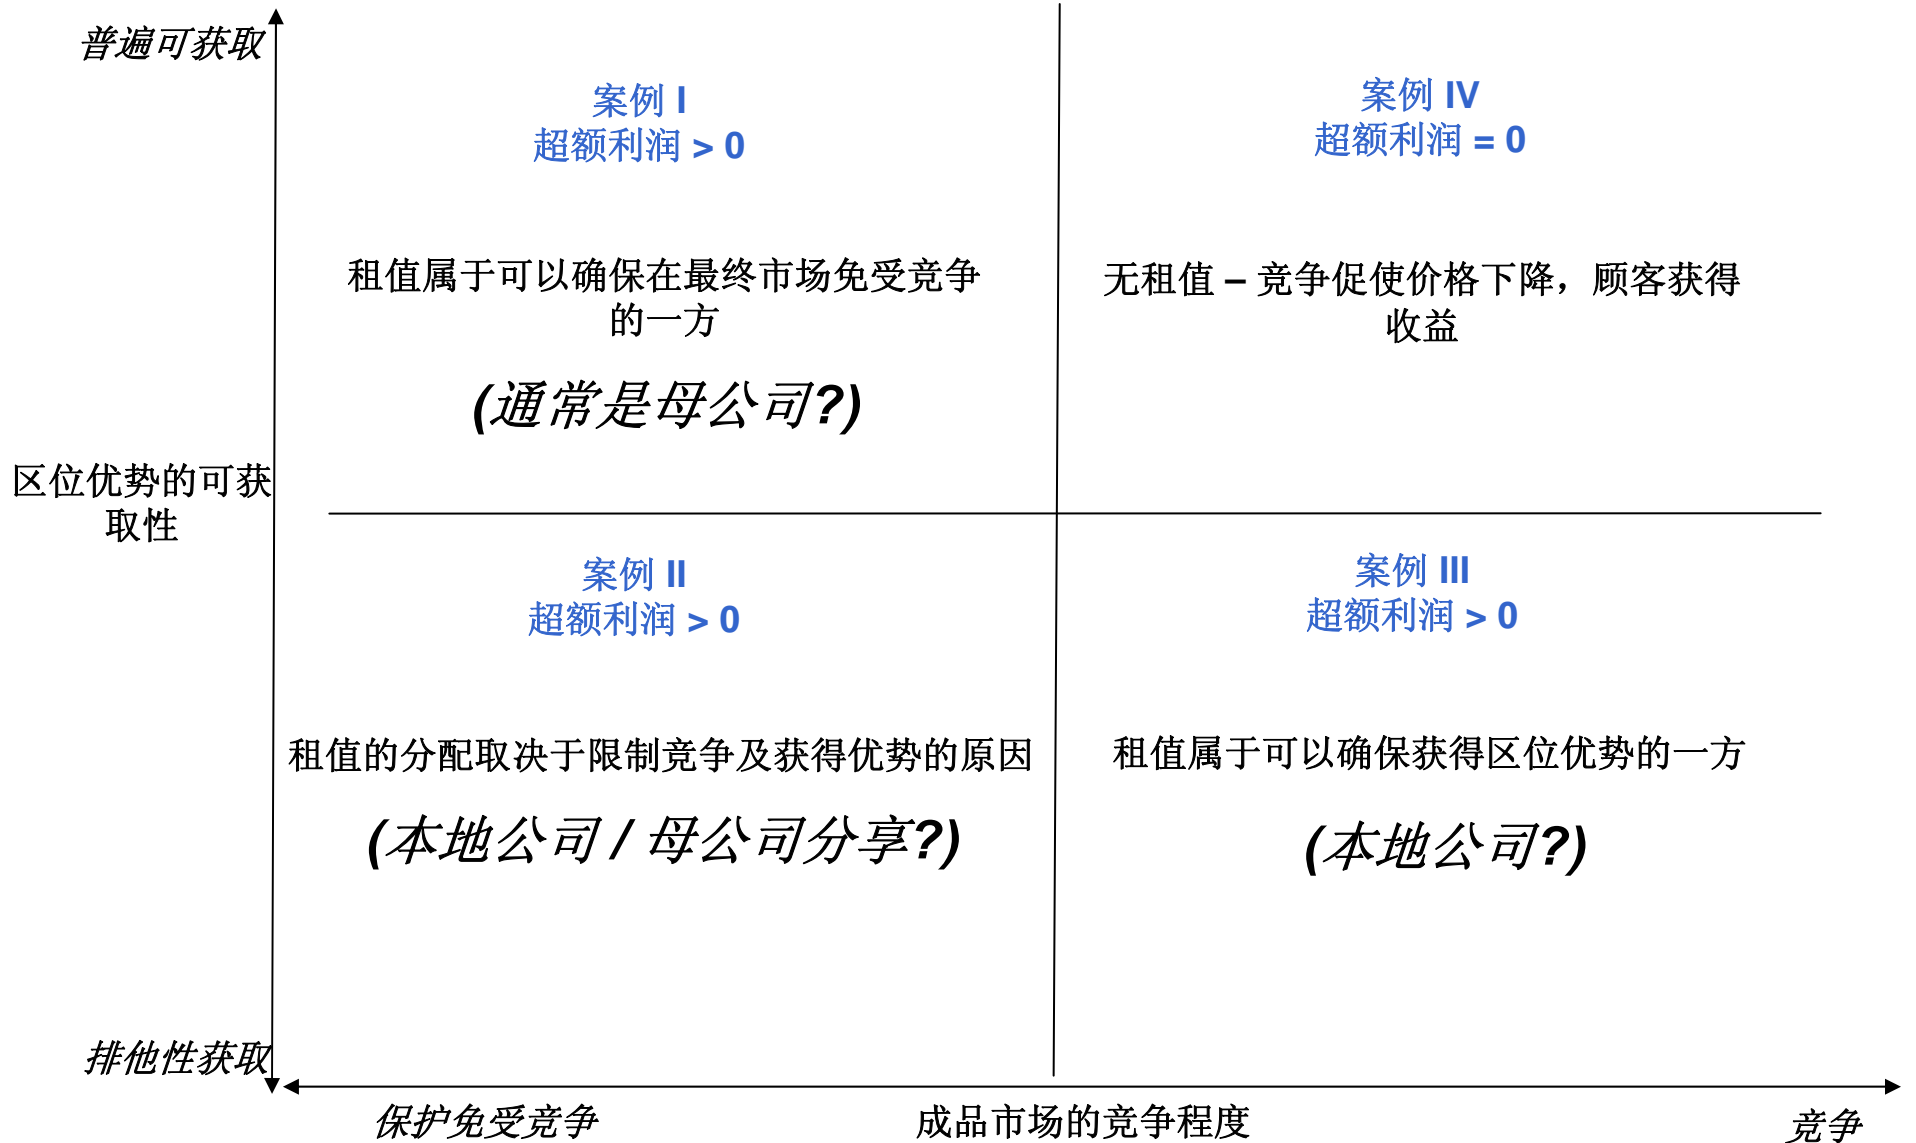 普遍可获取
案例 I
超额利润 > 0
租值属于可以确保在最终市场免受竞争
的一方
(通常是母公司?)
案例 IV
超额利润 = 0
无租值 – 竞争促使价格下降，顾客获得
收益
区位优势的可获
取性
案例 II
超额利润 > 0
租值的分配取决于限制竞争及获得优势的原因
(本地公司 / 母公司分享?)
案例 III
超额利润 > 0
租值属于可以确保获得区位优势的一方
(本地公司?)
排他性获取
保护免受竞争
成品市场的竞争程度
竞争